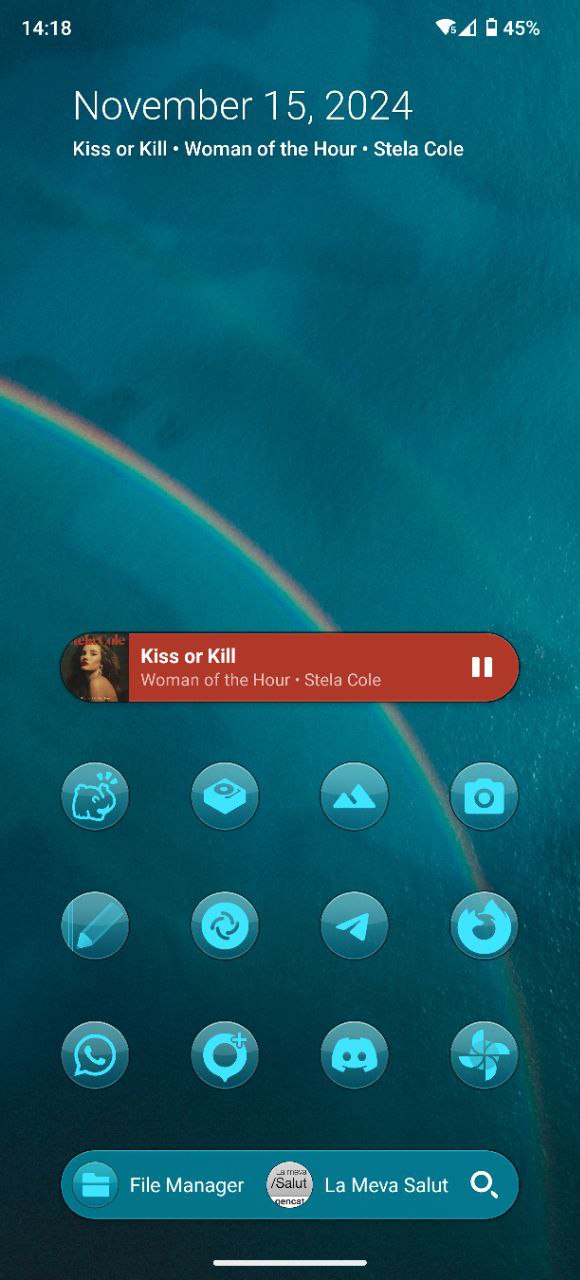 14:18
5
45%
November 15, 2024
Kiss or Kill • Woman of the Hour • Stela Cole
Stela Cole
Kiss or Kill
Woman of the Hour • Stela Cole
File Manager
La meva
/Salut
gencat
La Meva Salut